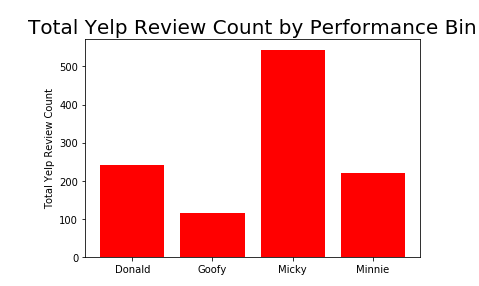 Total Yelp Review Count by Performance Bin
Total Yelp Review Count
500
400
300
200
100
0
Donald Goofy Micky Minnie